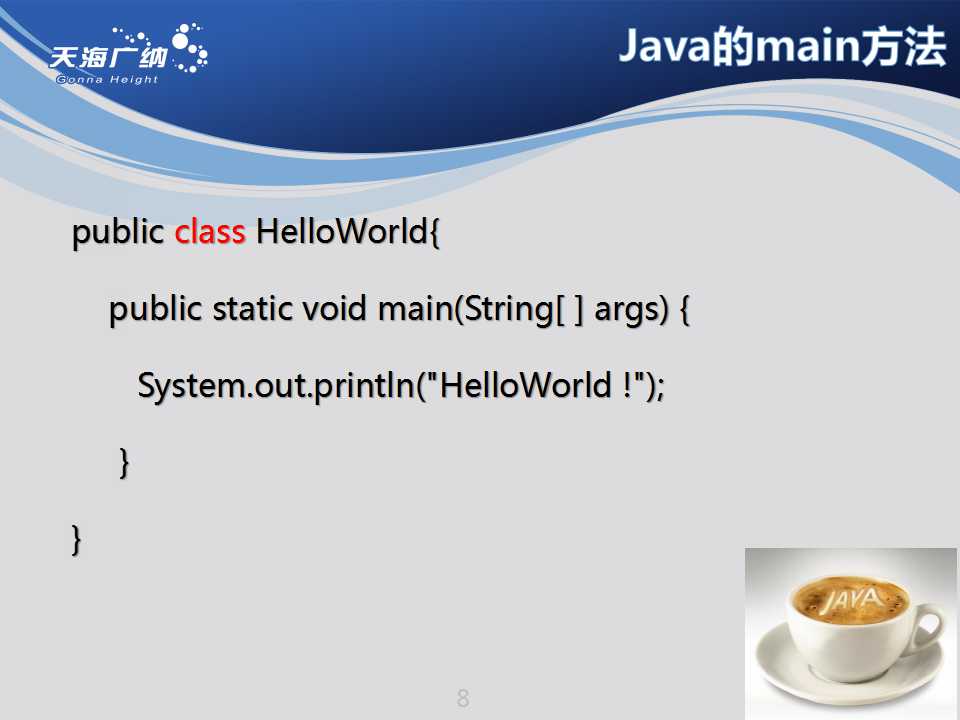 天海广纳
Gonna Height
Java的main方法
public class HelloWorld{
public static void main(String[ ] args) {
System.out.println("HelloWorld !");
}
}
JAVA
8